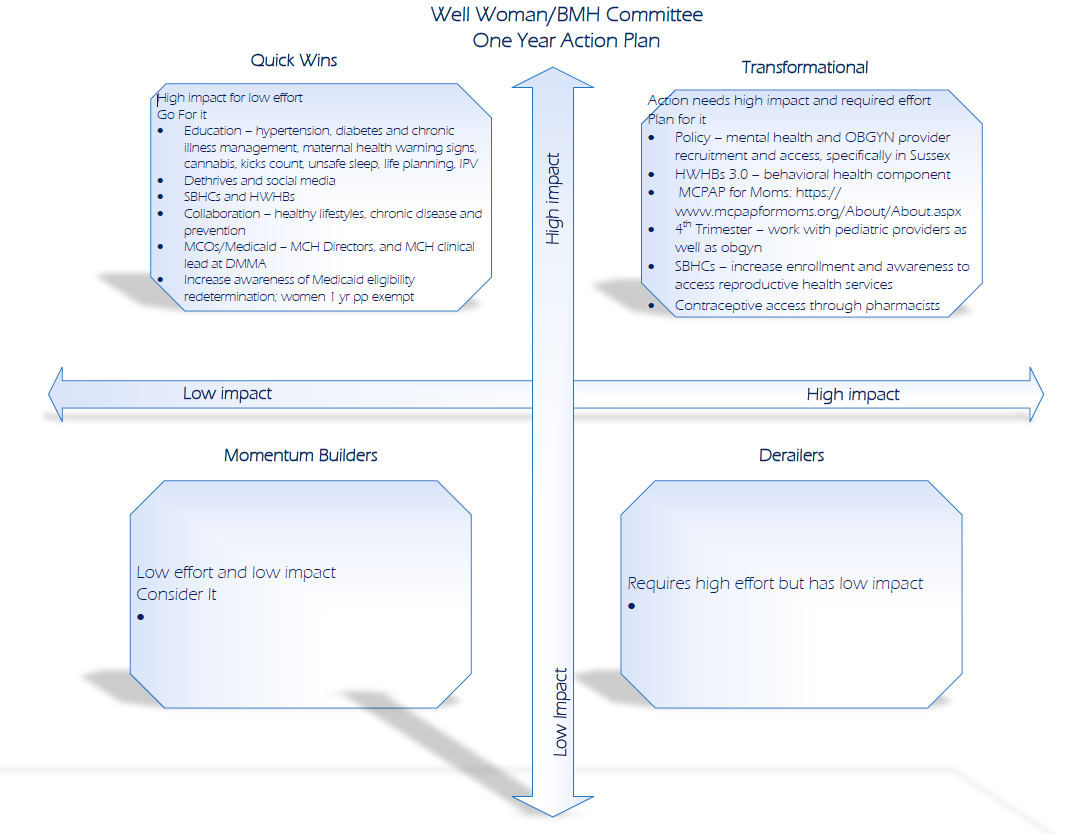 Well Woman/BMH Committee
One Year Action Plan
Quick Wins
High impact for low effort
Go For it
• Education – hypertension, diabetes and chronic
illness management, maternal health warning signs,
cannabis, kicks count, unsafe sleep, life planning, IPV
• Dethrives and social media
• SBHCs and HWHBs
• Collaboration – healthy lifestyles, chronic disease and
prevention
• MCOs/Medicaid – MCH Directors, and MCH clinical
lead at DMMA
• Increase awareness of Medicaid eligibility
redetermination; women 1 yr pp exempt
Transformational
Action needs high impact and required effort
Plan for it
• Policy – mental health and OBGYN provider
recruitment and access, specifically in Sussex
• HWHBs 3.0 – behavioral health component
• MCPAP for Moms: https://
www.mcpapformoms.org/About/About.aspx
• 4th Trimester – work with pediatric providers as
well as obgyn
• SBHCs – increase enrollment and awareness to
access reproductive health services
• Contraceptive access through pharmacists
High impact
Low impact
High impact
Momentum Builders
Low effort and low impact
Consider It
•
Derailers
Requires high effort but has low impact
•
Low Impact